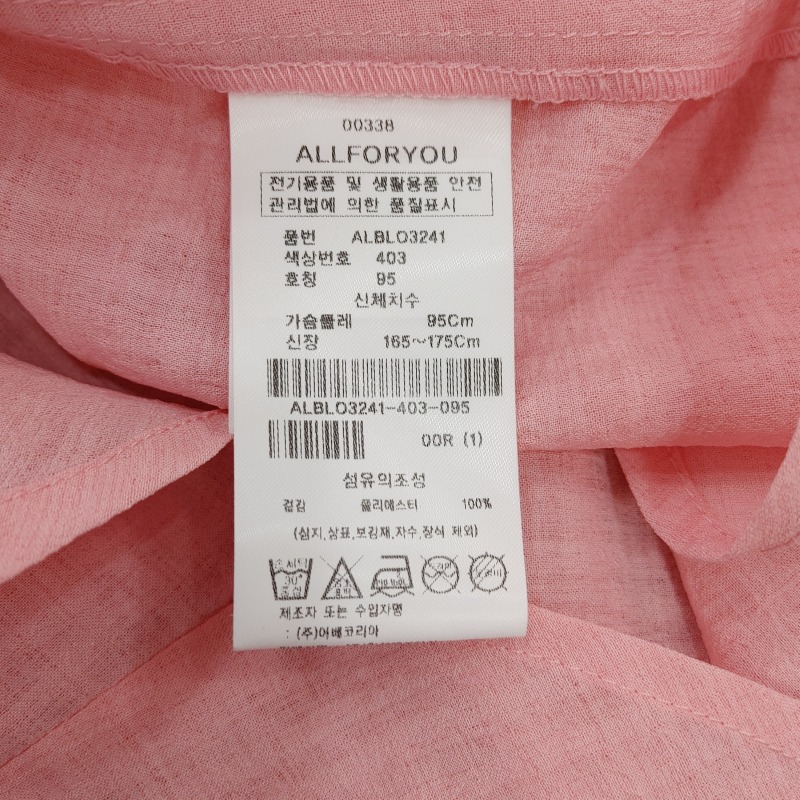 00338
ALLFORYOU
전기용품 및 생활용품 안전
관리법에 의한 품질표시
품번 ALBLO3241
색상번호 403
호칭 95
신체치수
가슴둘레 95Cm
신장 165~175Cm
ALBLO3241-403-095
00R (1)
섬유의조성
겉감 폴리에스터 100%
(심지,상표,보강재,자수,장식 제외)
30°
중성
제조자 또는 수입자명
: (주)아베코리아